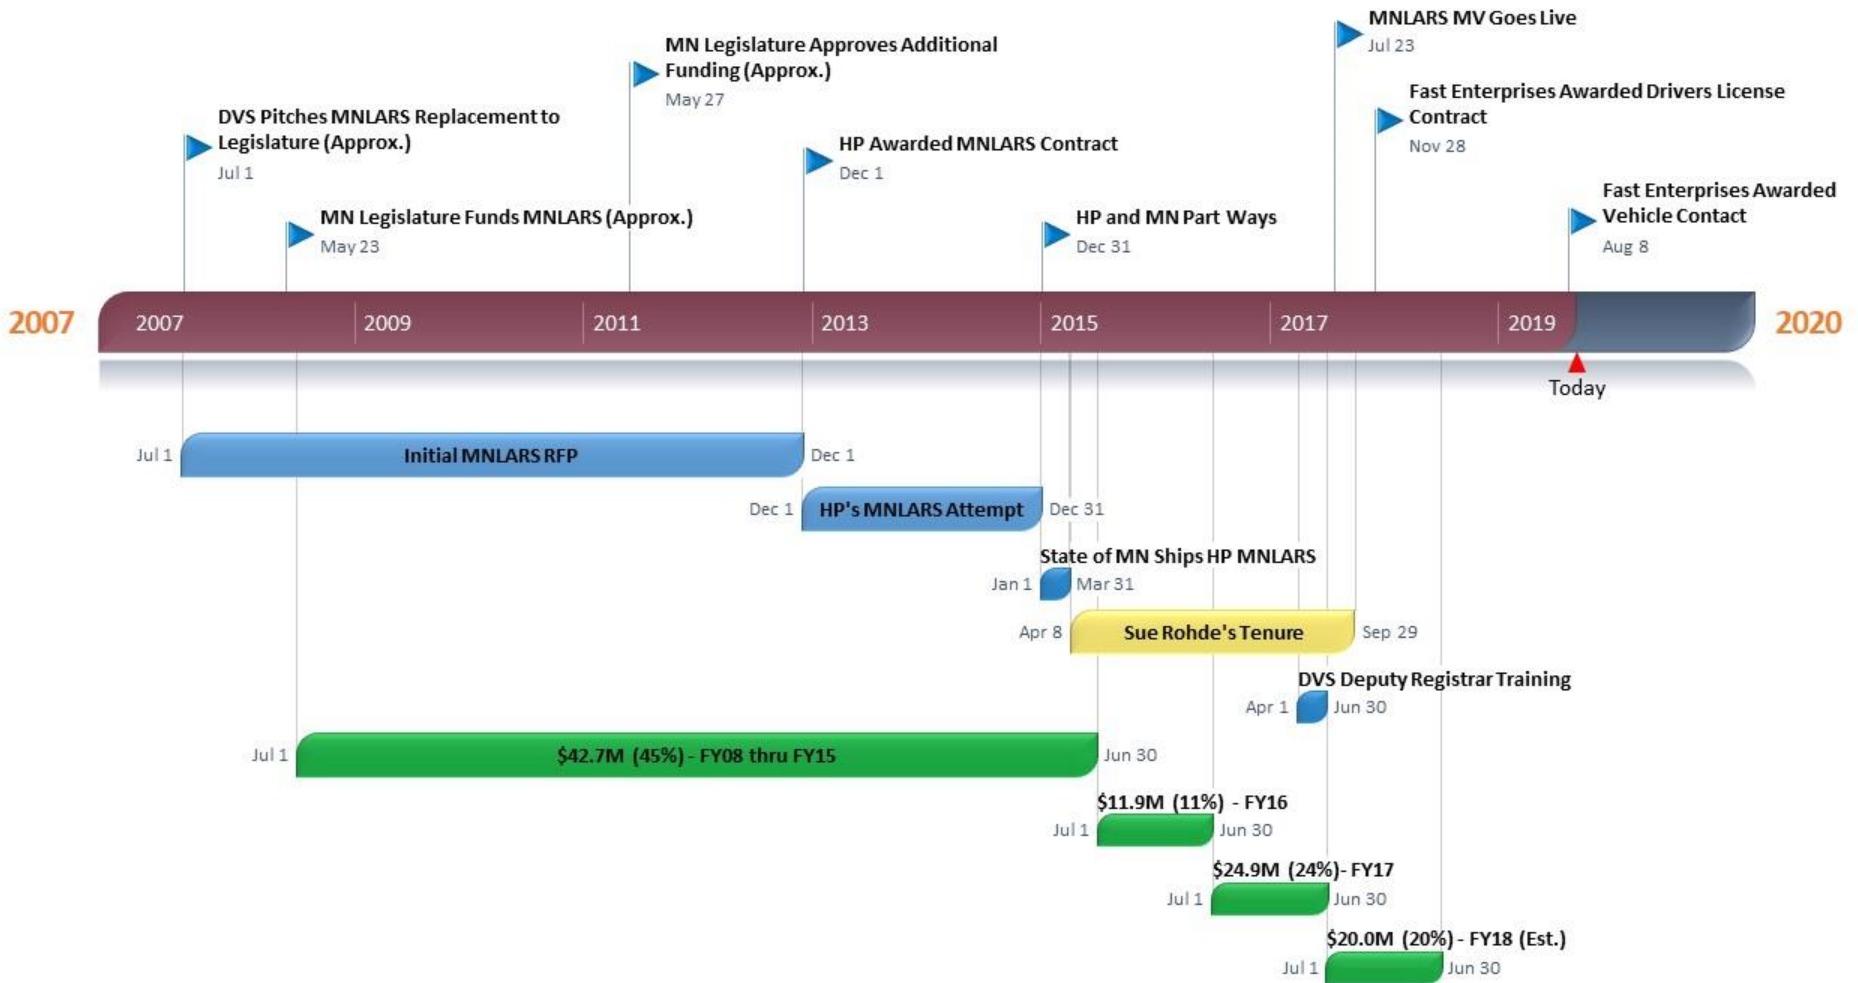 MNLARS MV Goes Live
Jul 23
MN Legislature Approves Additional
Funding (Approx.)
May 27
Fast Enterprises Awarded Drivers License
Contract
Nov 28
DVS Pitches MNLARS Replacement to
Legislature (Approx.)
Jul 1
HP Awarded MNLARS Contract
Dec 1
Fast Enterprises Awarded
Vehicle Contact
Aug 8
MN Legislature Funds MNLARS (Approx.)
May 23
HP and MN Part Ways
Dec 31
2007 2007 2009 2011 2013 2015 2017 2019 2020
Today
Jul 1 Initial MNLARS RFP Dec 1
Dec 1 HP's MNLARS Attempt Dec 31
State of MN Ships HP MNLARS
Jan 1 Mar 31
Apr 8 Sue Rohde's Tenure Sep 29
DVS Deputy Registrar Training
Apr 1 Jun 30
Jul 1 $42.7M (45%) - FY08 thru FY15 Jun 30
$11.9M (11%) - FY16
Jul 1 Jun 30
$24.9M (24%)- FY17
Jul 1 Jun 30
$20.0M (20%) - FY18 (Est.)
Jul 1 Jun 30